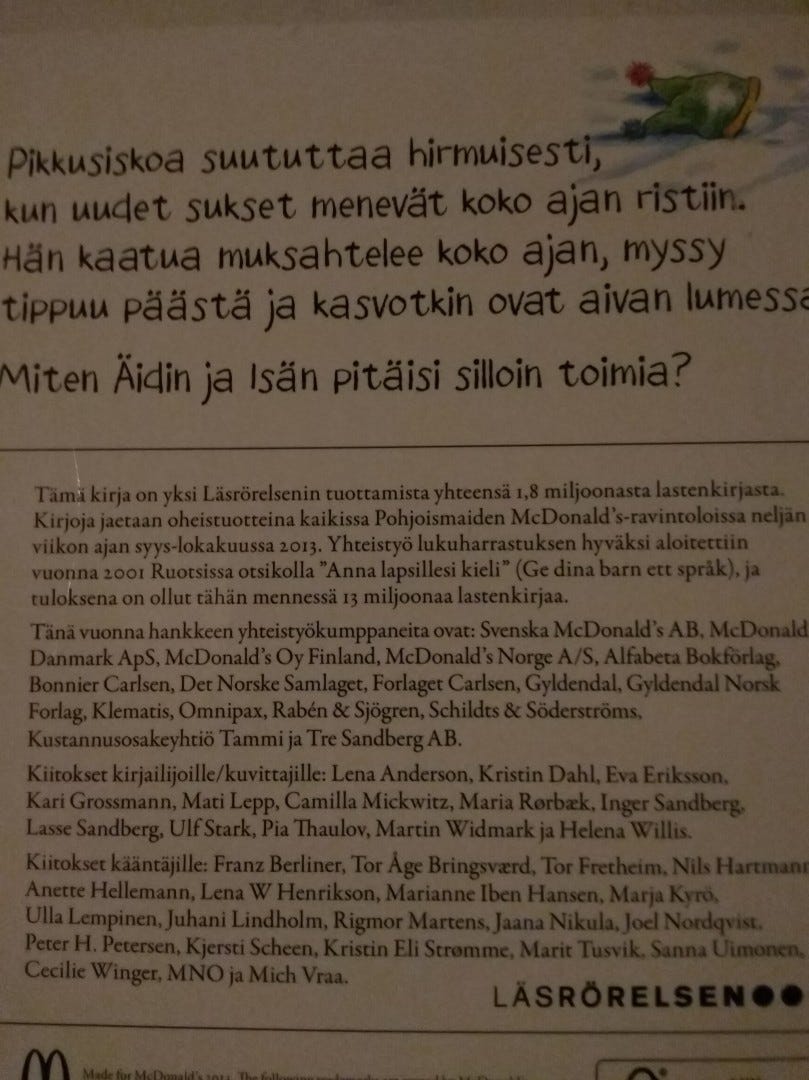 Pikkusiskoa suututtaa hirmuisesti,
kun uudet sukset menevät koko ajan ristiin.
Hän kaatua muksahtelee koko ajan, myssy
tippuu päästä ja kasvotkin ovat aivan lumessa
Miten Äidin ja Isän pitäisi silloin toimia?
Tämä kirja on yksi Läsrörelsenin tuottamista yhteensä 1,8 miljoonasta lastenkirjasta.
Kirjoja jaetaan oheistuotteina kaikissa Pohjoismaiden McDonald's-ravintoloissa neljän
viikon ajan syys-lokakuussa 2013. Yhteistyö lukuharrastuksen hyväksi aloitettiin
vuonna 2001 Ruotsissa otsikolla ”Anna lapsillesi kieli” (Ge dina barn ett språk), ja
tuloksena on ollut tähän mennessä 13 miljoonaa lastenkirjaa.
Tänä vuonna hankkeen yhteistyökumppaneita ovat: Svenska McDonald's AB, McDonald
Danmark ApS, McDonald's Oy Finland, McDonald's Norge A/S, Alfabeta Bokförlag,
Bonnier Carlsen, Det Norske Samlaget, Forlaget Carlsen, Gyldendal, Gyldendal Norsk
Forlag, Klematis, Omnipax, Rabén & Sjögren, Schildts & Söderströms,
Kustannusosakeyhtiö Tammi ja Tre Sandberg AB.
Kiitokset kirjailijoille/kuvittajille: Lena Anderson, Kristin Dahl, Eva Eriksson,
Kari Grossmann, Mati Lepp, Camilla Mickwitz, Maria Rørbæk, Inger Sandberg,
Lasse Sandberg, Ulf Stark, Pia Thaulov, Martin Widmark ja Helena Willis.
Kiitokset kääntäjille: Franz Berliner, Tor Åge Bringsværd, Tor Fretheim, Nils Hartmann
Anette Hellemann, Lena W Henrikson, Marianne Iben Hansen, Marja Kyrö,
Ulla Lempinen, Juhani Lindholm, Rigmor Martens, Jaana Nikula, Joel Nordqvist,
Peter H. Petersen, Kjersti Scheen, Kristin Eli Strømme, Marit Tusvik, Sanna Uimonen,
Cecilie Winger, MNO ja Mich Vraa.
LÄSRÖRELSEN
Made for McDonald's The following